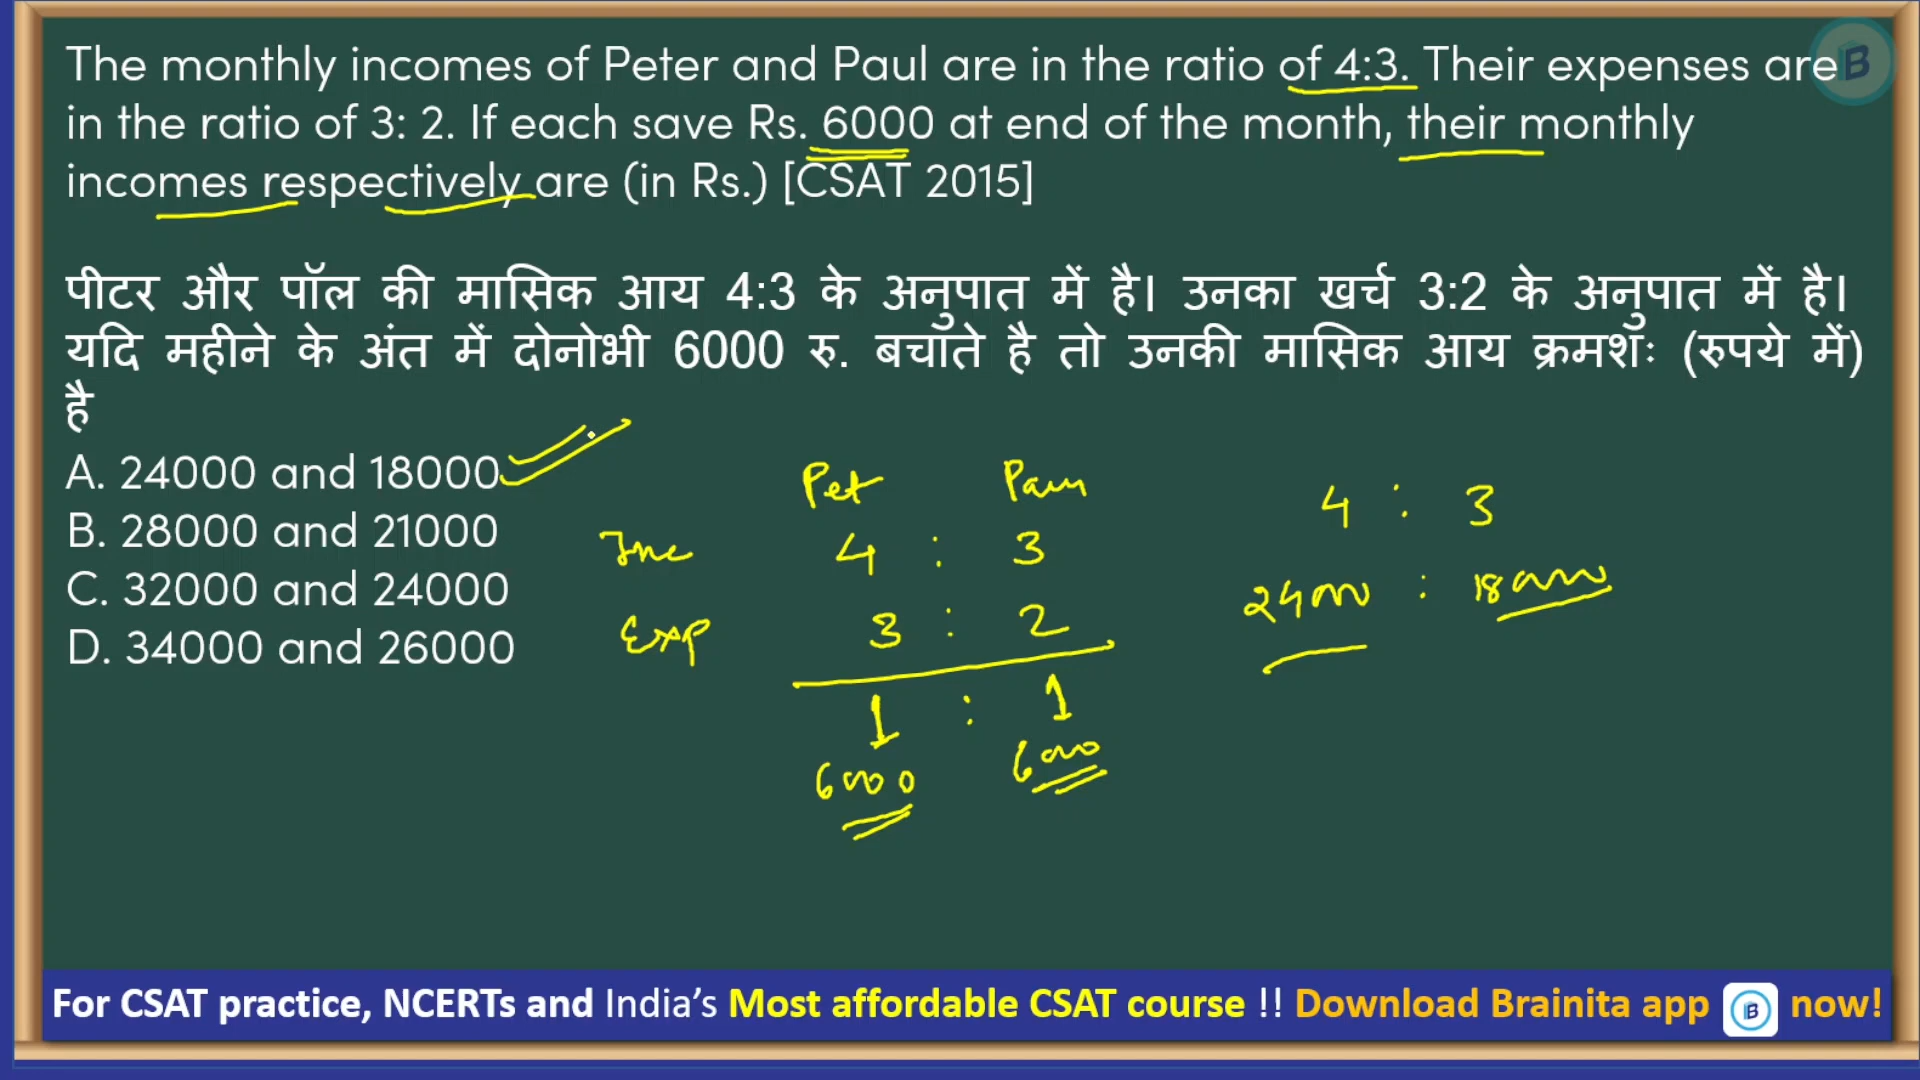 The monthly incomes of Peter and Paul are in the ratio of 4:3. Their expenses are
in the ratio of 3: 2. If each save Rs. 6000 at end of the month, their monthly
incomes respectively are (in Rs.) [CSAT 2015]
पीटर और पॉल की मासिक आय 4:3 के अनुपात में है। उनका खर्च 3:2 के अनुपात में है।
यदि महीने के अंत में दोनोभी 6000 रु. बचाते है तो उनकी मासिक आय क्रमशः (रुपये में)
है
A. 24000 and 18000
B. 28000 and 21000
C. 32000 and 24000
D. 34000 and 26000
Pet Paul
Inc 4 : 3
Exp 3 : 2
1 : 1
6000 6000
4 : 3
24000 : 18000
For CSAT practice, NCERTs and India’s Most affordable CSAT course !! Download Brainita app B now!
B